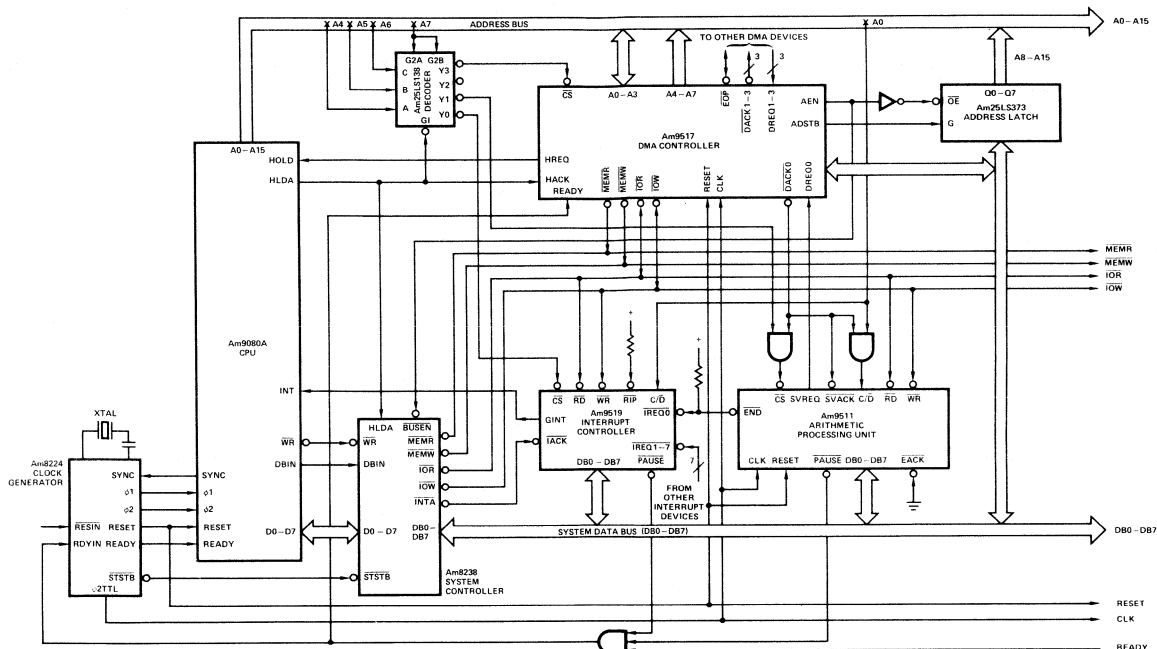 A4 A5 A6 A7 ADDRESS BUS A0 A0–A15
TO OTHER DMA DEVICES
3 3
A8–A15
G2A G2B
C B A
Am25LS138 DECODER
Y3 Y2 Y1 Y0
GI
CS A0–A3 A4–A7 EOP DACK1-3 DREQ1-3
AEN
ADSTB
Am9517
DMA CONTROLLER
HREQ
HACK
READY
MEMR MEMW IOR IOW RESET CLK DACK0 DREQ0
Q0–Q7
OE
Am25LS373
ADDRESS LATCH
G
A0–A15
HOLD
HLDA
Am9080A
CPU
INT
WR
DBIN
SYNC
φ1
φ2
RESET
READY
D0–D7
MEMR
MEMW
IOR
IOW
+
+
XTAL
Am8224
CLOCK
GENERATOR
SYNC
φ1
φ2
RESIN RESET
RDYIN READY
STSTB
φ2TTL
HLDA BUSEN
WR
MEMR
MEMW
DBIN
IOR
IOW
INTA
D0–D7
DB0–
DB7
STSTB
Am8238
SYSTEM
CONTROLLER
CS RD WR RIP C/D
Am9519
INTERRUPT
CONTROLLER
GINT
IACK
IREQ0
IREQ1–7
DB0–DB7 PAUSE
7
FROM
OTHER
INTERRUPT
DEVICES
CS SVREQ SVACK C/D RD WR
END
Am9511
ARITHMETIC
PROCESSING UNIT
CLK RESET PAUSE DB0–DB7 EACK
SYSTEM DATA BUS (DB0–DB7)
DB0–DB7
RESET
CLK
READY